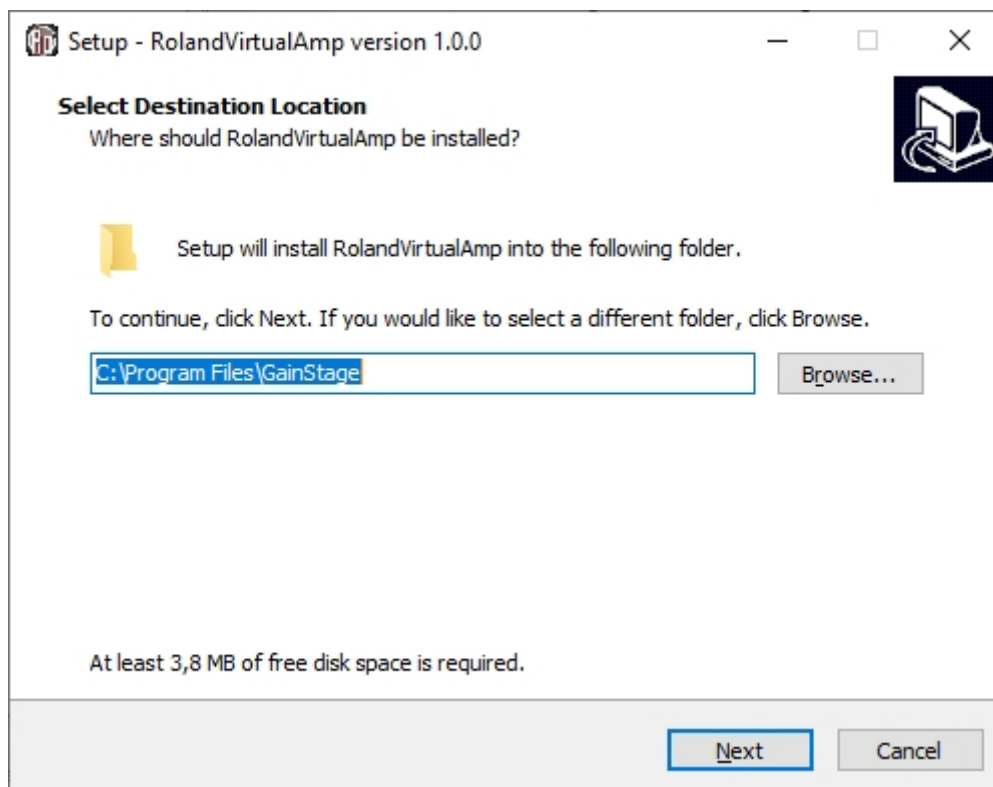 Setup - RolandVirtualAmp version 1.0.0
Select Destination Location
Where should RolandVirtualAmp be installed?
Setup will install RolandVirtualAmp into the following folder.
To continue, click Next. If you would like to select a different folder, click Browse.
C:\Program Files\GainStage
Browse...
At least 3,8 MB of free disk space is required.
Next
Cancel